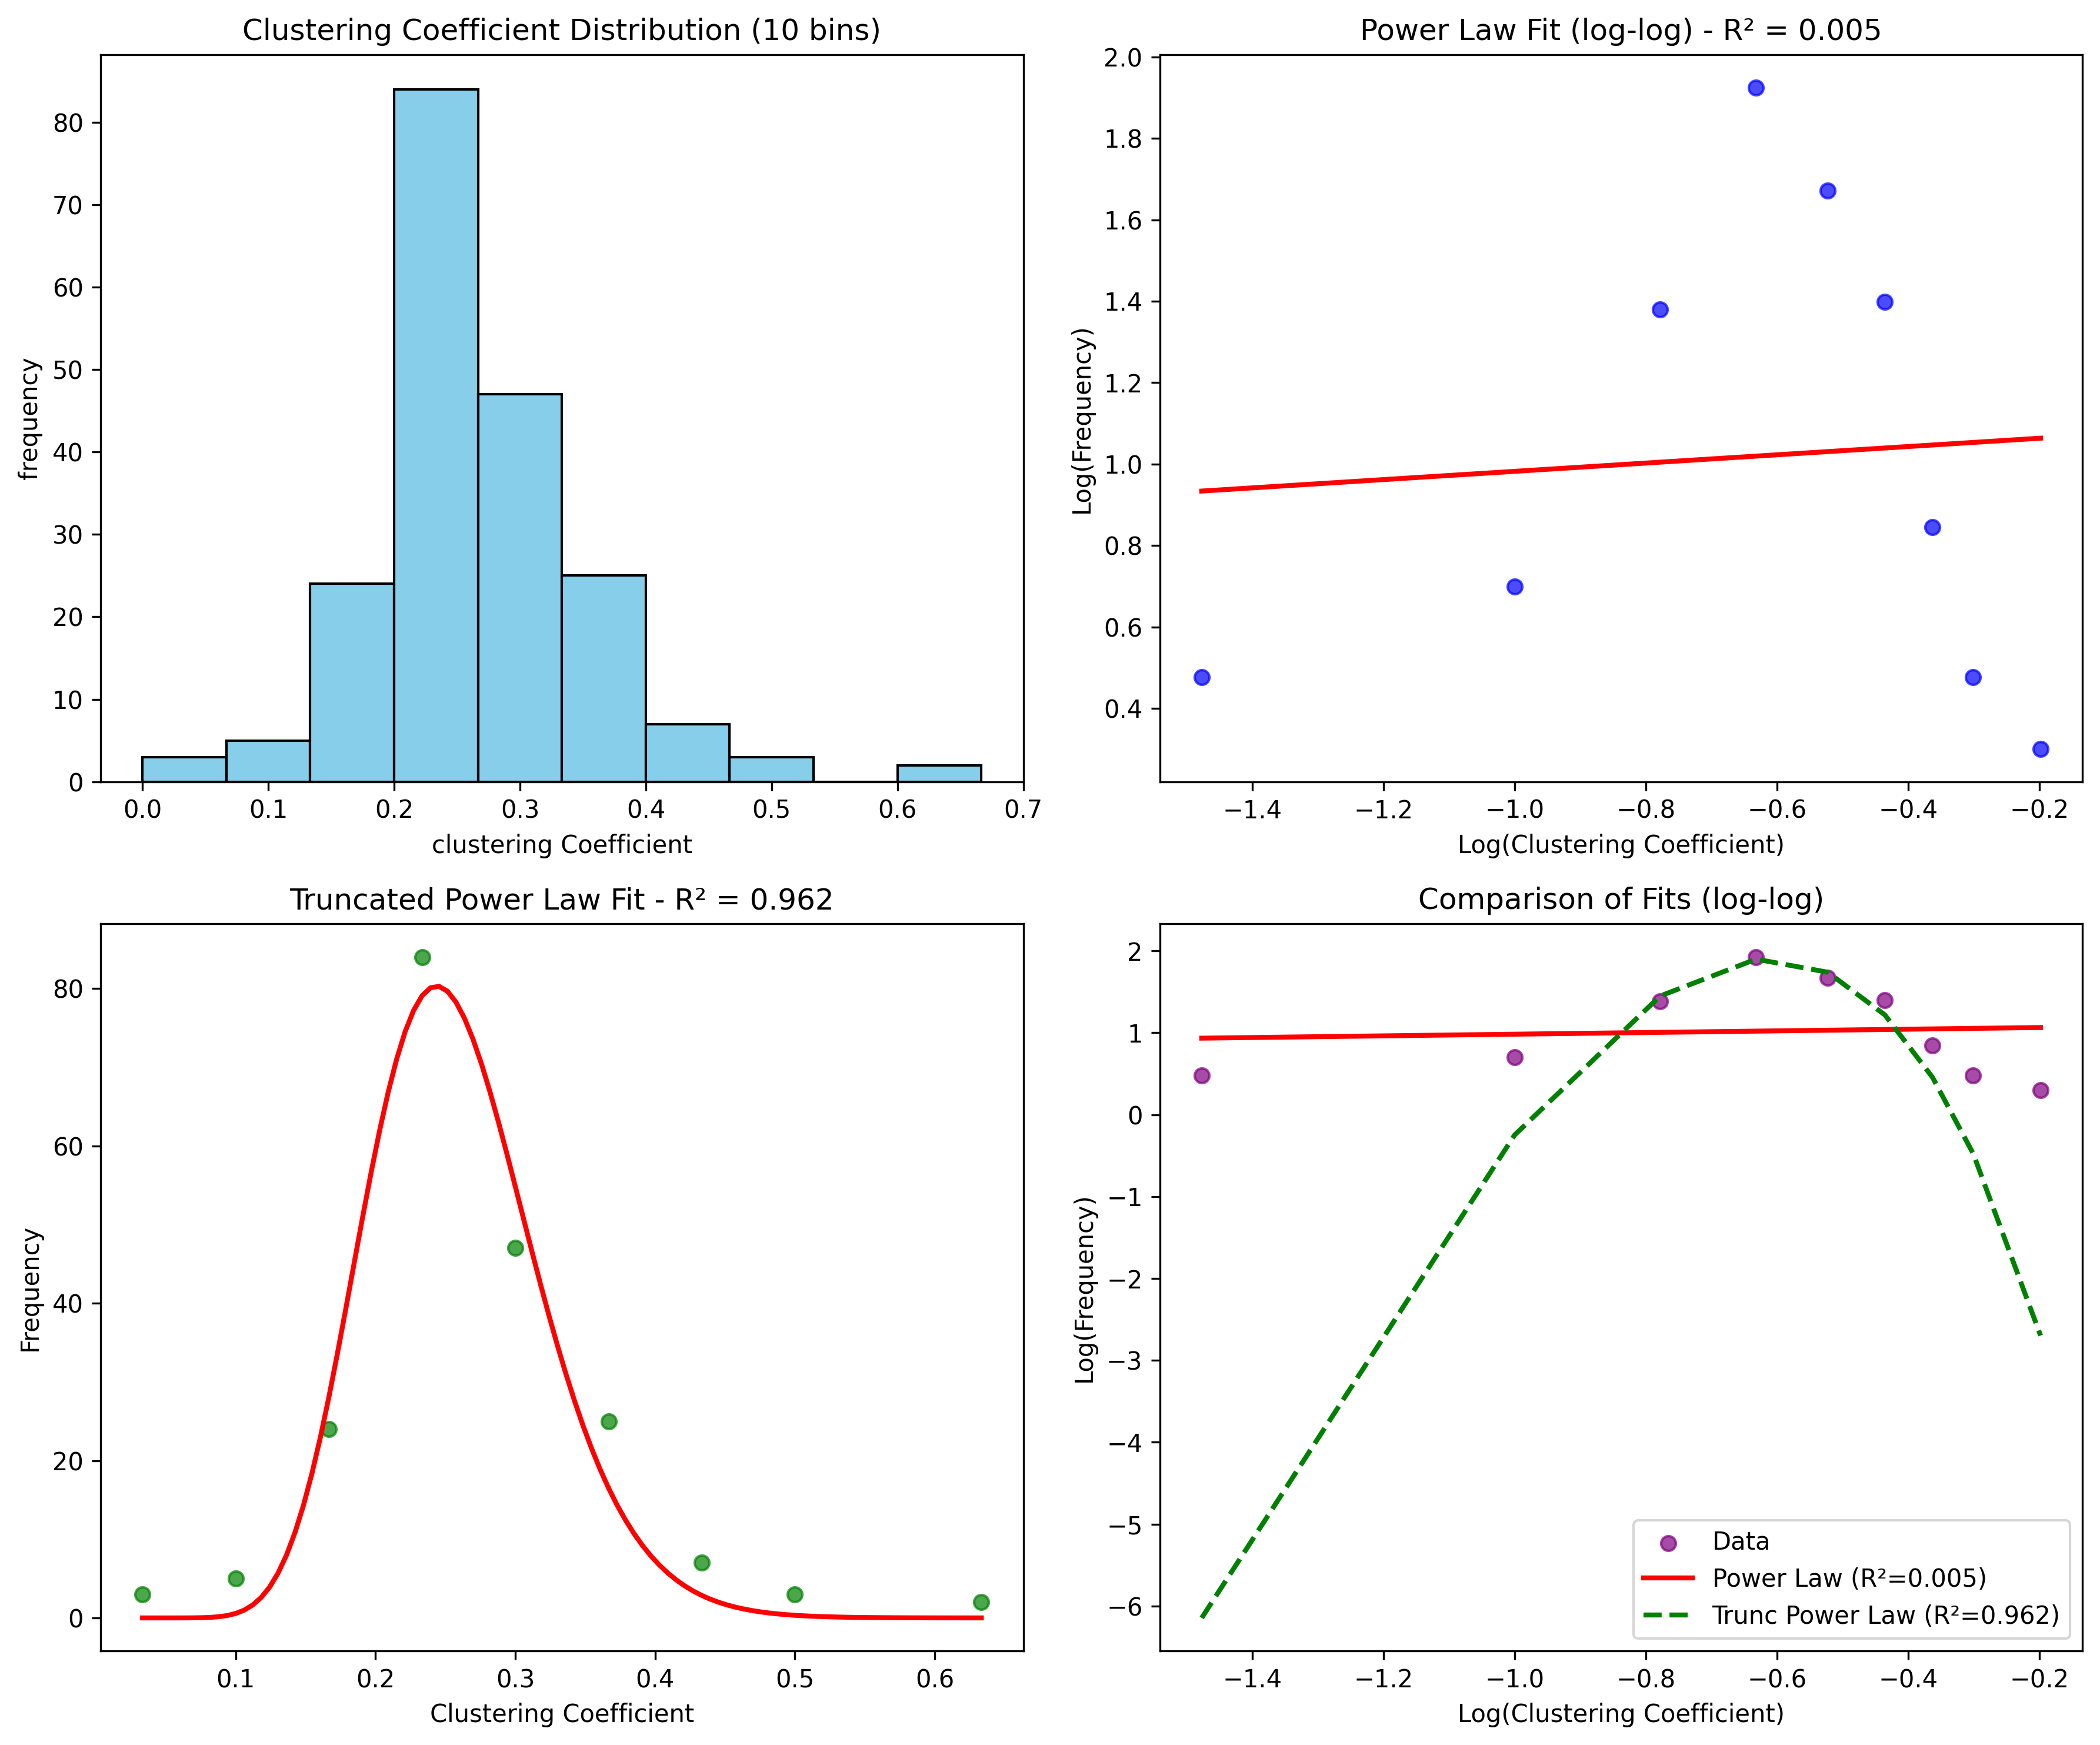 Clustering Coefficient Distribution (10 bins)
frequency
80
70
60
50
40
30
20
10
0
0.0 0.1 0.2 0.3 0.4 0.5 0.6 0.7
clustering Coefficient
Power Law Fit (log-log) - R² = 0.005
Log(Frequency)
2.0
1.8
1.6
1.4
1.2
1.0
0.8
0.6
0.4
−1.4 −1.2 −1.0 −0.8 −0.6 −0.4 −0.2
Log(Clustering Coefficient)
Truncated Power Law Fit - R² = 0.962
Frequency
80
60
40
20
0
0.1 0.2 0.3 0.4 0.5 0.6
Clustering Coefficient
Comparison of Fits (log-log)
Log(Frequency)
2
1
0
−1
−2
−3
−4
−5
−6
Data
Power Law (R²=0.005)
Trunc Power Law (R²=0.962)
−1.4 −1.2 −1.0 −0.8 −0.6 −0.4 −0.2
Log(Clustering Coefficient)